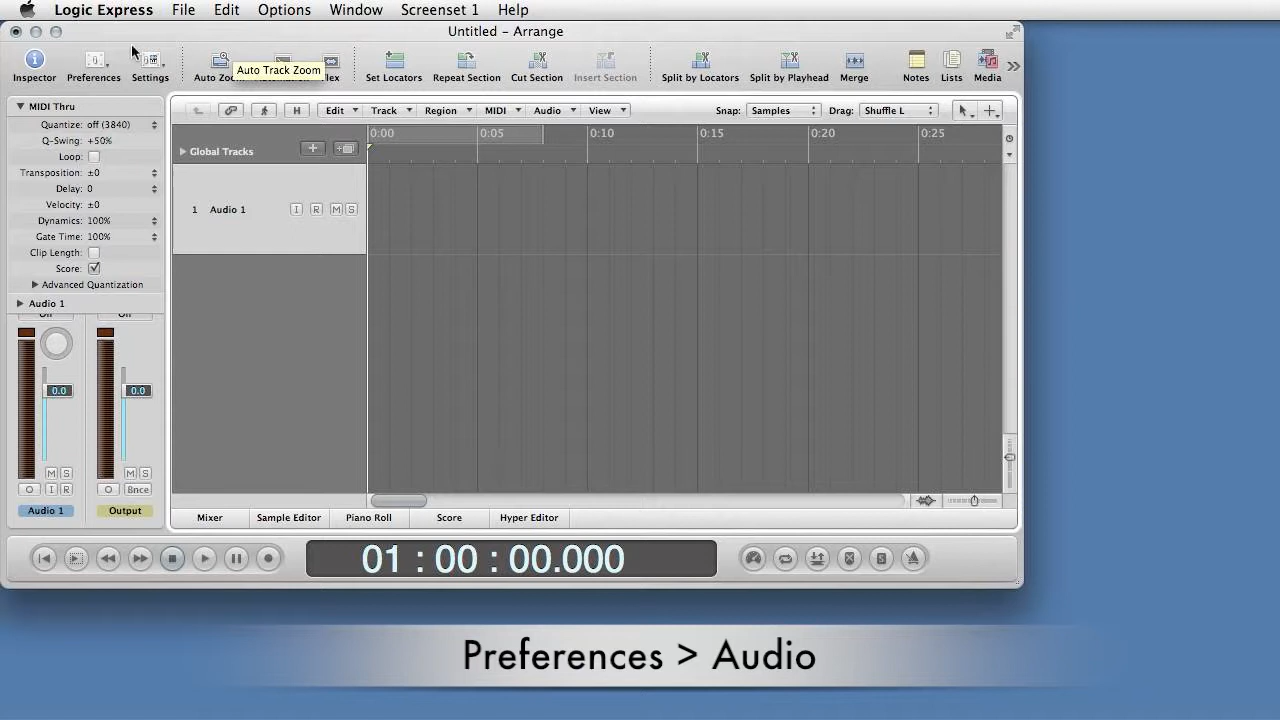 Logic Express File Edit Options Window Screenset 1 Help
Untitled – Arrange
Inspector Preferences Settings Auto Zoom Auto Track Zoom Set Locators Repeat Section Cut Section Insert Section Split by Locators Split by Playhead Merge Notes Lists Media
MIDI Thru
Edit Track Region MIDI Audio View Snap: Samples Drag: Shuffle L
H
Quantize: off (3840)
Q-Swing: +50%
Loop:
Transposition: ±0
Delay: 0
Velocity: ±0
Dynamics: 100%
Gate Time: 100%
Clip Length:
Score:
Advanced Quantization
Audio 1
0:00 0:05 0:10 0:15 0:20 0:25
Global Tracks
1 Audio 1 I R M S
0.0 0.0
M S M S
I R Bnce
Audio 1 Output
Mixer Sample Editor Piano Roll Score Hyper Editor
01 : 00 : 00.000
Preferences > Audio